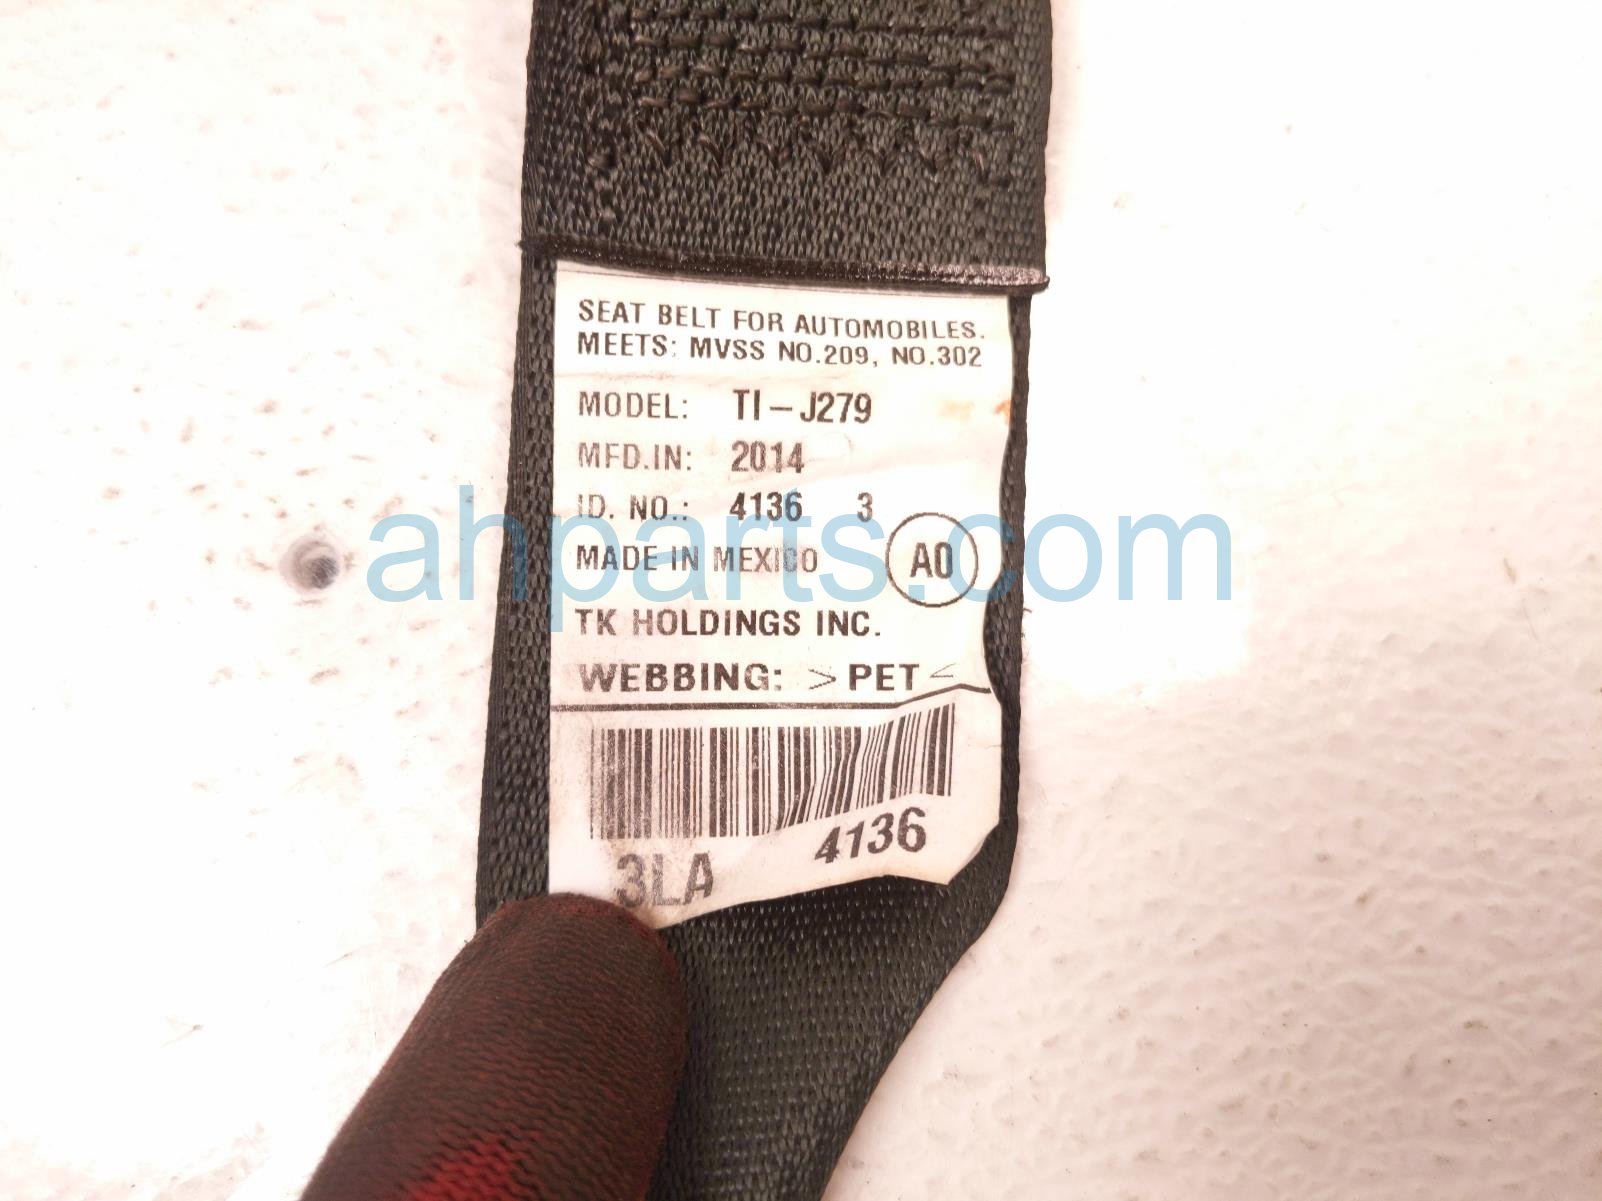 SEAT BELT FOR AUTOMOBILES.
MEETS: MVSS NO.209, NO.302
MODEL: TI-J279
MFD.IN: 2014
ID. NO.: 4136 3
MADE IN MEXICO A0
TK HOLDINGS INC.
WEBBING: >PET<
4136
3LA
ahparts.com